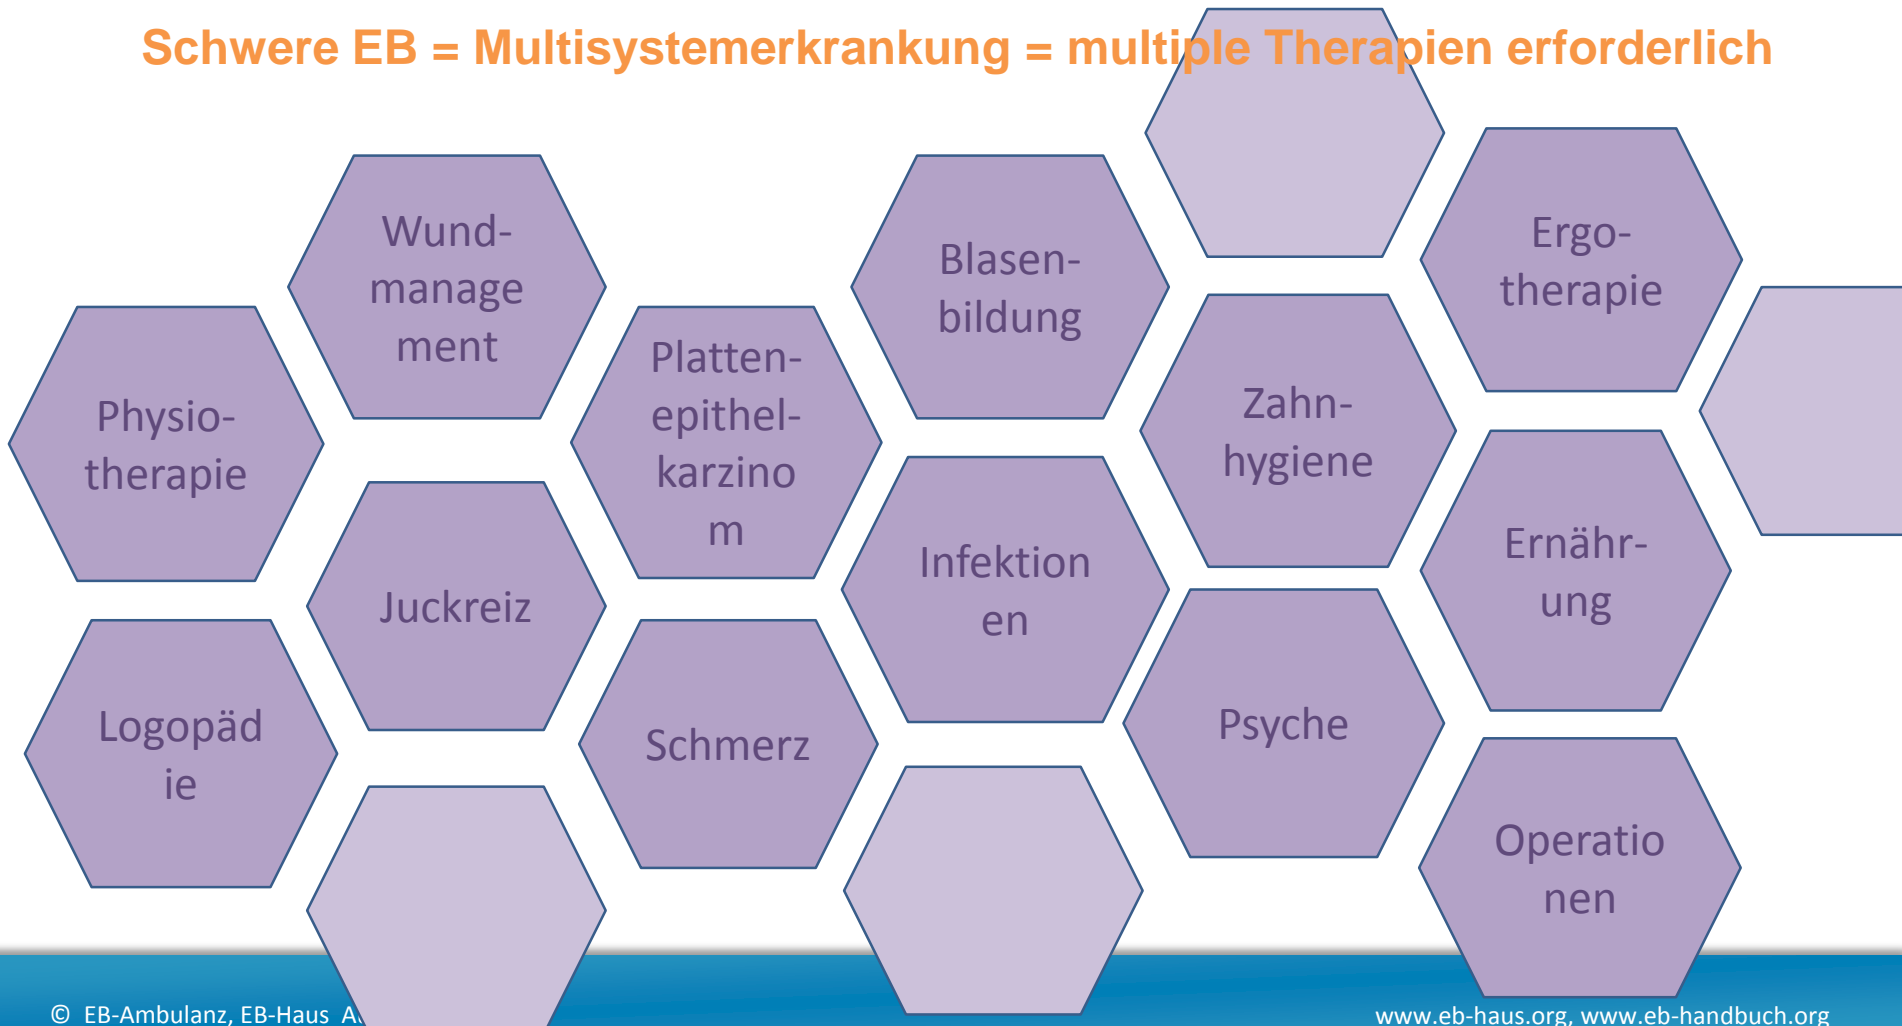 Schwere EB = Multisystemerkrankung = multiple Therapien erforderlich
Wund-
manage
ment
Blasen-
bildung
Ergo-
therapie
Physio-
therapie
Platten-
epithel-
karzino
m
Zahn-
hygiene
Juckreiz
Infektion
en
Ernähr-
ung
Logopäd
ie
Schmerz
Psyche
Operatio
nen
© EB-Ambulanz, EB-Haus
www.eb-haus.org, www.eb-handbuch.org